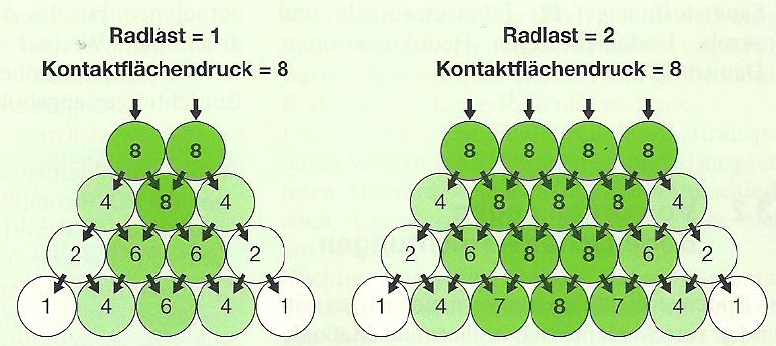 Radlast = 1
Kontaktflächendruck = 8
8 8
4 8 4
2 6 6 2
1 4 6 4 1
Radlast = 2
Kontaktflächendruck = 8
8 8 8 8
4 8 8 8 4
2 6 8 8 6 2
1 4 7 8 7 4 1